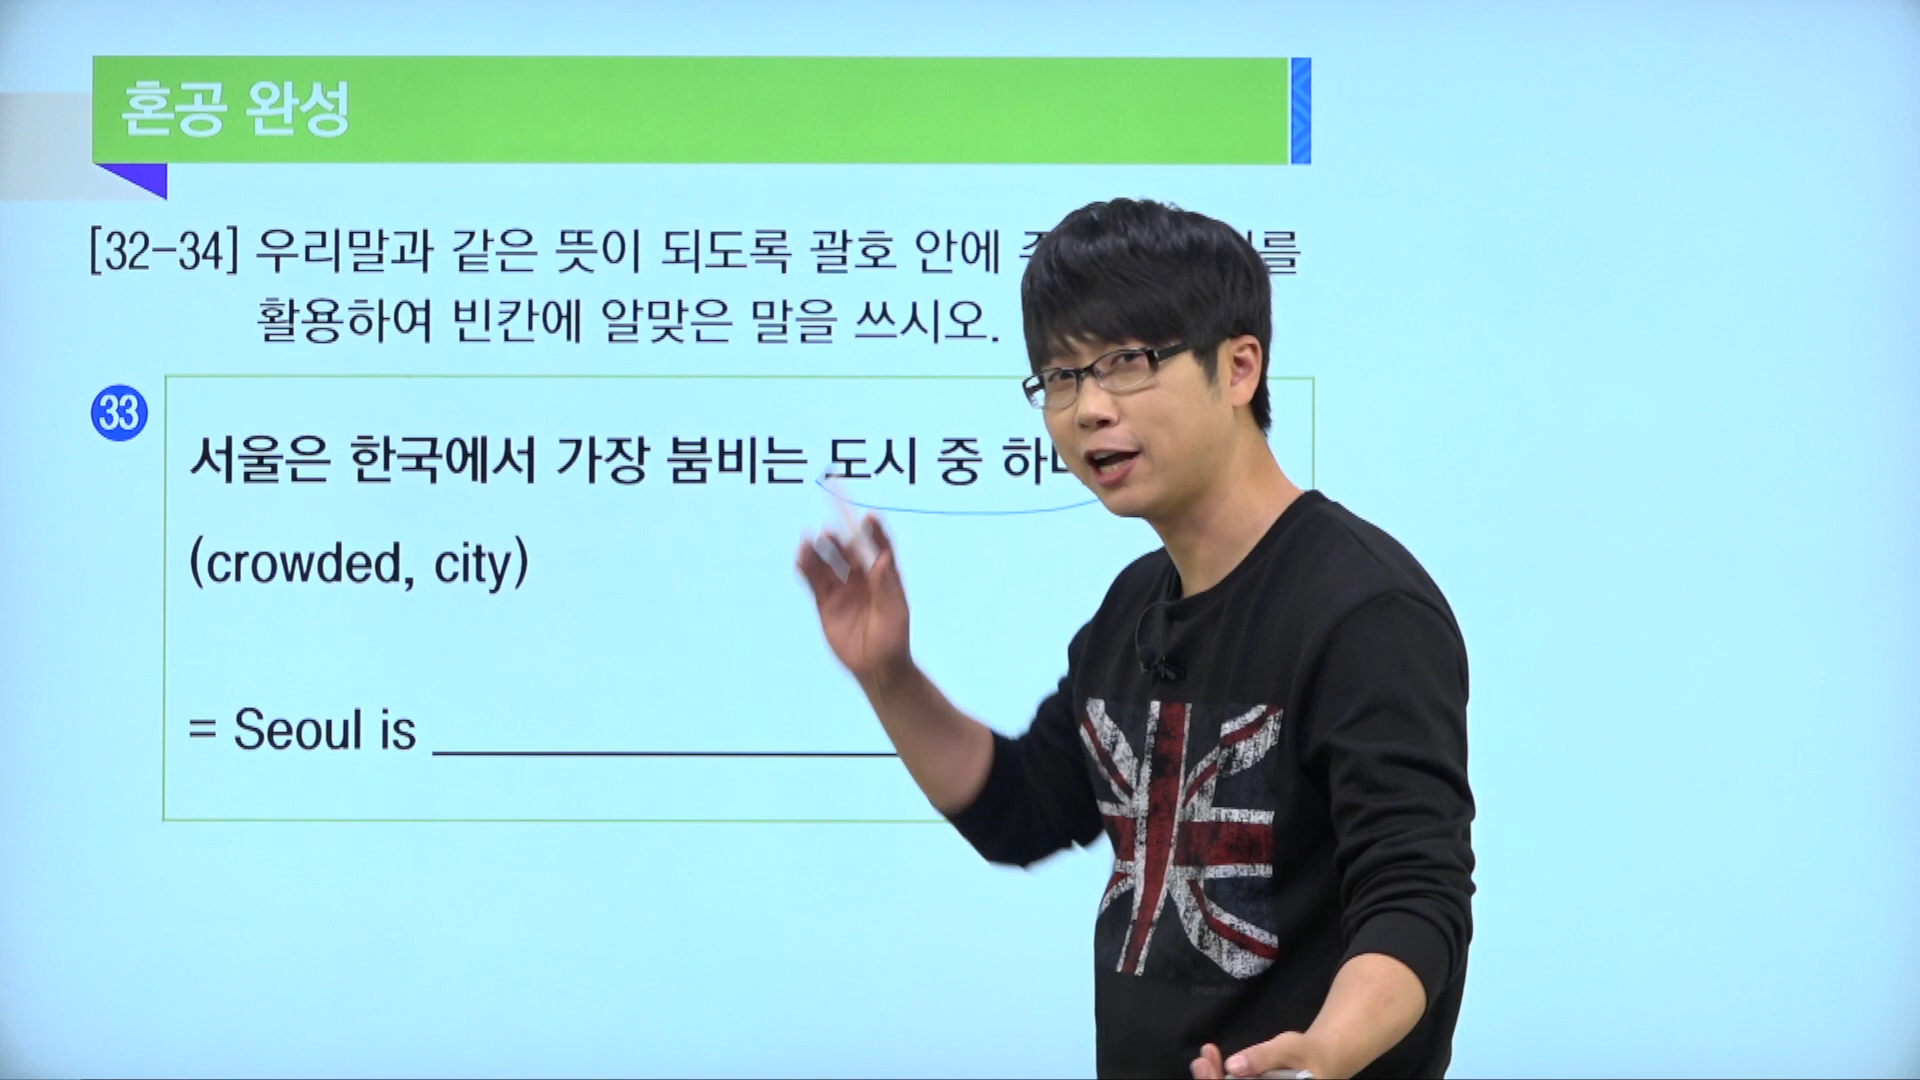 혼공 완성
[32-34] 우리말과 같은 뜻이 되도록 괄호 안에
활용하여 빈칸에 알맞은 말을 쓰시오.
33
서울은 한국에서 가장 붐비는 도시 중
(crowded, city)
= Seoul is